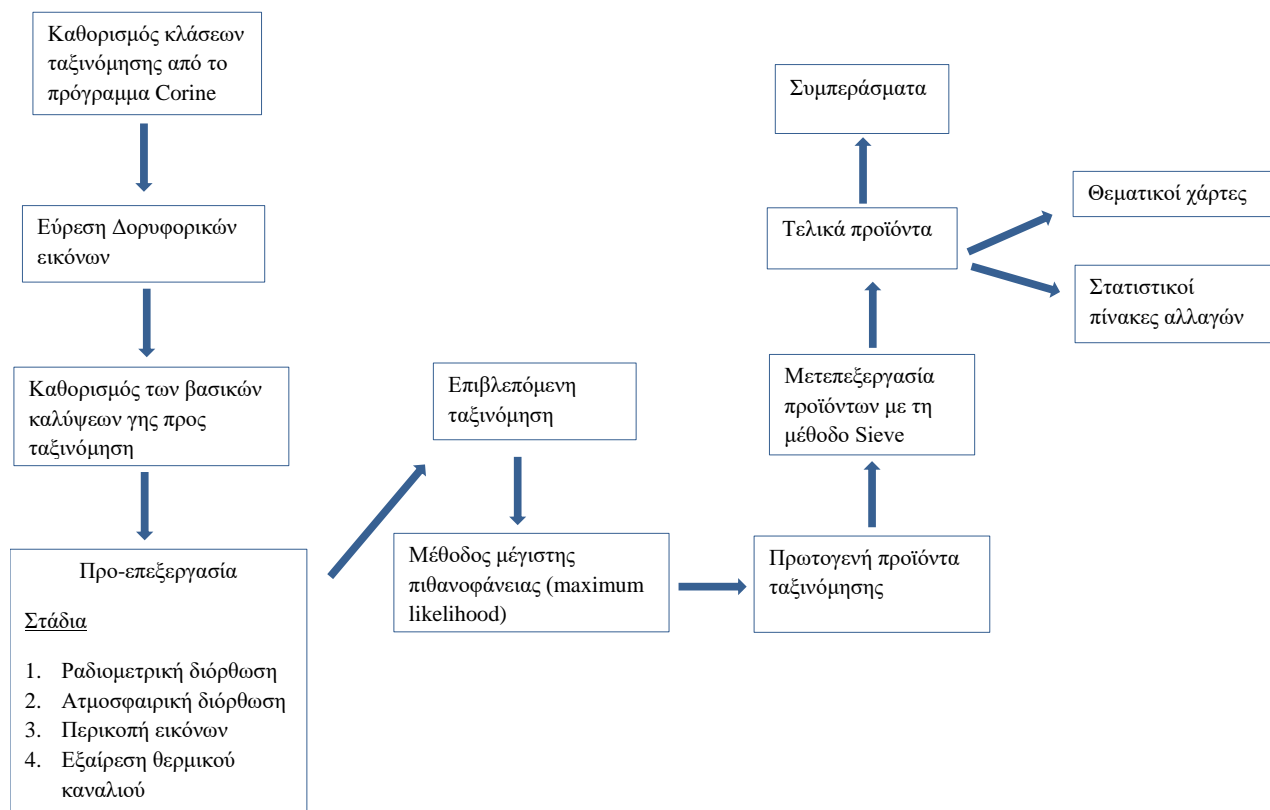 Καθορισμός κλάσεων
ταξινόμησης από το
πρόγραμμα Corine
Εύρεση Δορυφορικών
εικόνων
Καθορισμός των βασικών
καλύψεων γης προς
ταξινόμηση
Προ-επεξεργασία
Στάδια
1. Ραδιομετρική διόρθωση
2. Ατμοσφαιρική διόρθωση
3. Περικοπή εικόνων
4. Εξαίρεση θερμικού
καναλιού
Επιβλεπόμενη
ταξινόμηση
Μέθοδος μέγιστης
πιθανοφάνειας (maximum
likelihood)
Πρωτογενή προϊόντα
ταξινόμησης
Μετεπεξεργασία
προϊόντων με τη
μέθοδο Sieve
Τελικά προϊόντα
Συμπεράσματα
Θεματικοί χάρτες
Στατιστικοί
πίνακες αλλαγών